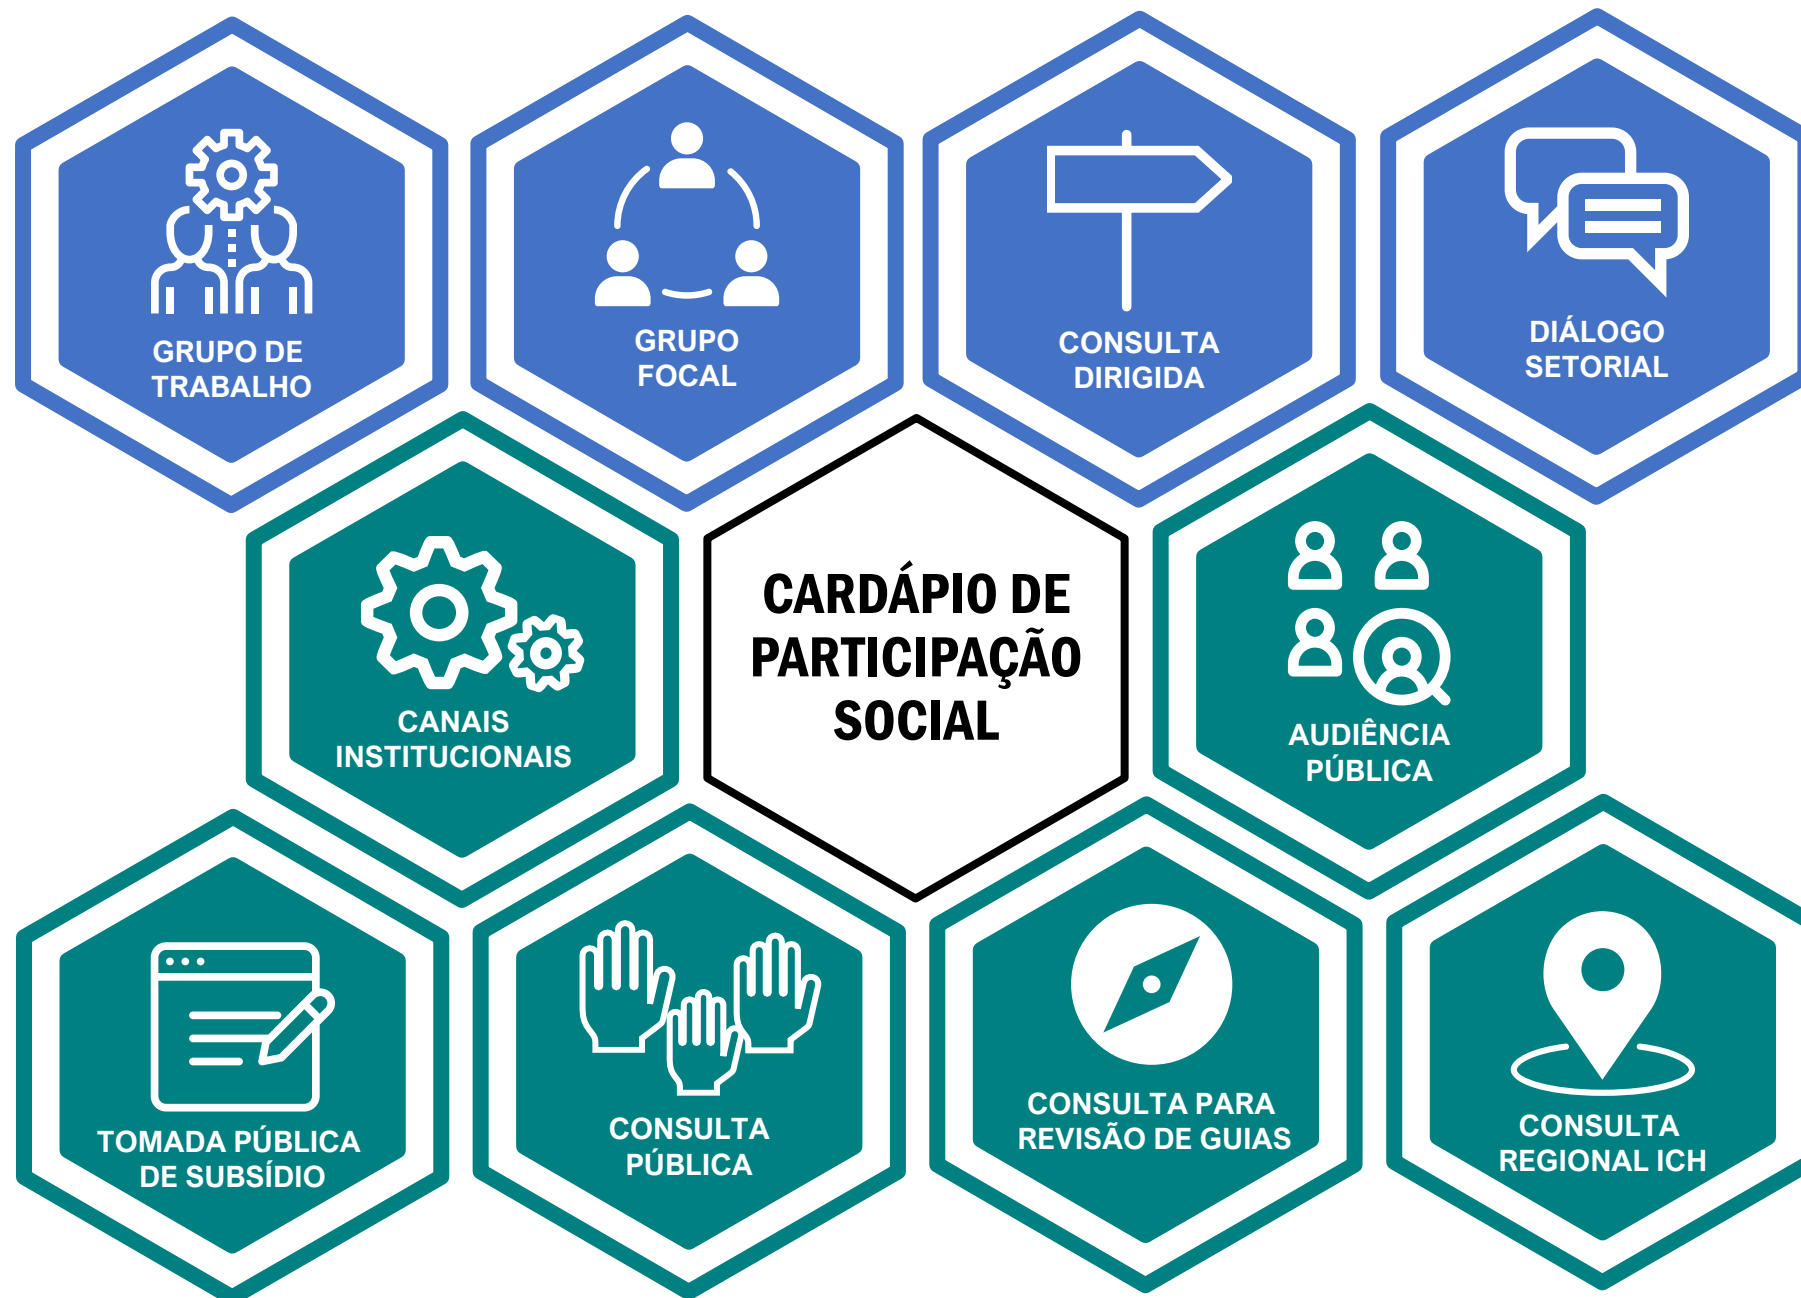 GRUPO DE
TRABALHO
GRUPO
FOCAL
CONSULTA
DIRIGIDA
DIÁLOGO
SETORIAL
CANAIS
INSTITUCIONAIS
CARDÁPIO DE
PARTICIPAÇÃO
SOCIAL
AUDIÊNCIA
PÚBLICA
TOMADA PÚBLICA
DE SUBSÍDIO
CONSULTA
PÚBLICA
CONSULTA PARA
REVISÃO DE GUIAS
CONSULTA
REGIONAL ICH